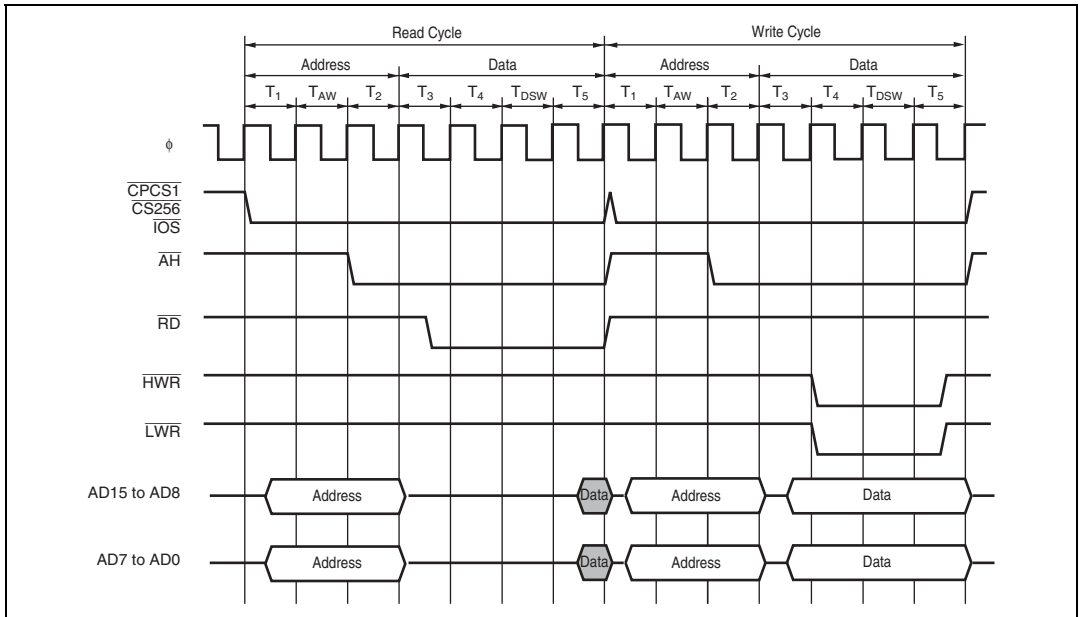 Read Cycle Write Cycle
Address Data Address Data
T1 TAW T2 T3 T4 TDSW T5 T1 TAW T2 T3 T4 TDSW T5
ϕ
CPCS1
CS256
IOS
AH
RD
HWR
LWR
AD15 to AD8 Address Data Address Data
AD7 to AD0 Address Data Address Data